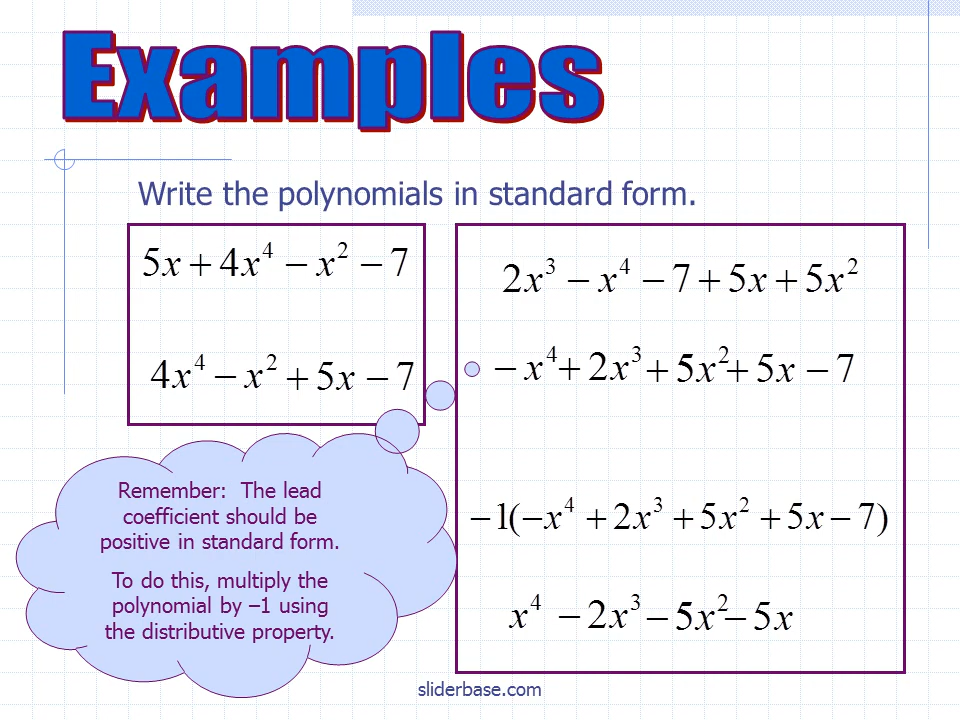 Examples
Write the polynomials in standard form.
5x + 4x⁴ − x² − 7
4x⁴ − x² + 5x − 7
2x³ − x⁴ − 7 + 5x + 5x²
−x⁴ + 2x³ + 5x² + 5x − 7
−1(−x⁴ + 2x³ + 5x² + 5x − 7)
x⁴ − 2x³ − 5x² − 5x
Remember: The lead
coefficient should be
positive in standard form.
To do this, multiply the
polynomial by –1 using
the distributive property.
sliderbase.com